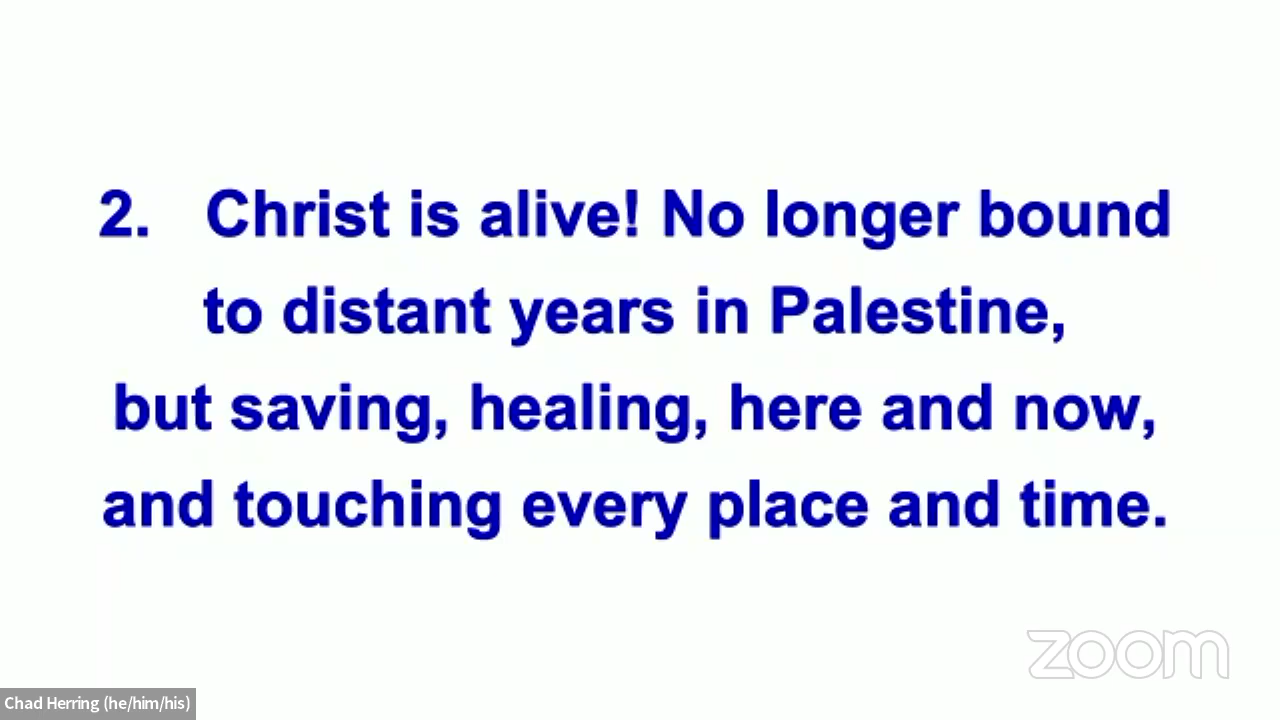 2. Christ is alive! No longer bound
to distant years in Palestine,
but saving, healing, here and now,
and touching every place and time.
zoom
Chad Herring (he/him/his)